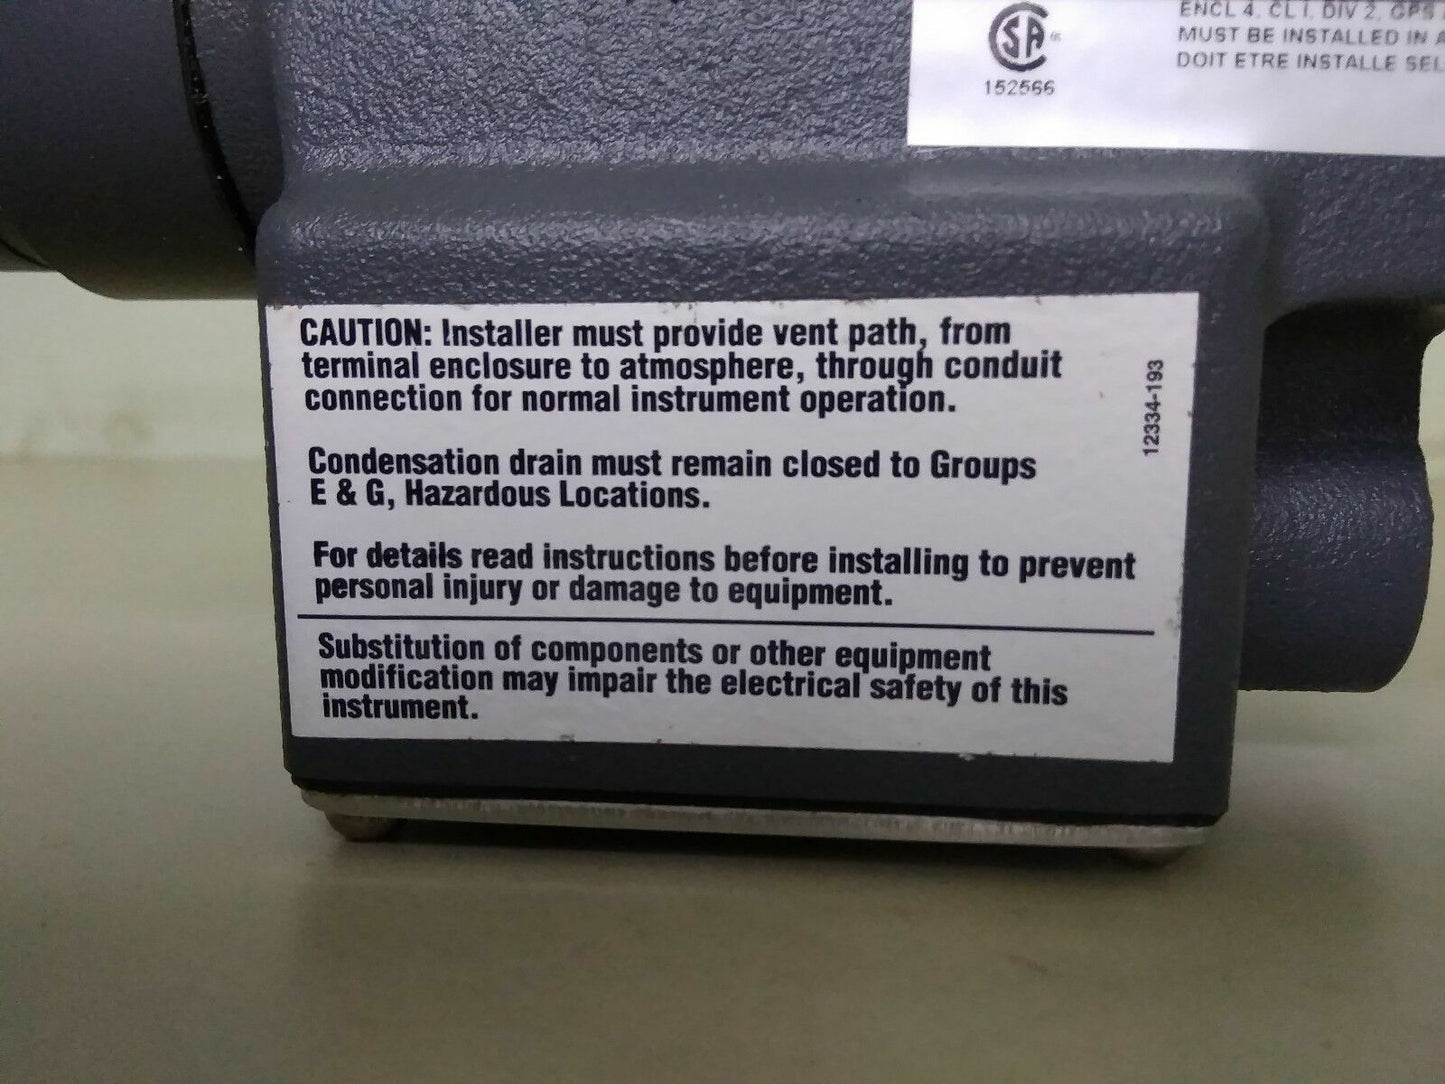 ENCL 4, CL I, DIV 2, GPS
MUST BE INSTALLED IN
DOIT ETRE INSTALLE
CSA
152566
CAUTION: Installer must provide vent path, from
terminal enclosure to atmosphere, through conduit
connection for normal instrument operation.
12334-193
Condensation drain must remain closed to Groups
E & G, Hazardous Locations.
For details read instructions before installing to prevent
personal injury or damage to equipment.
Substitution of components or other equipment
modification may impair the electrical safety of this
instrument.